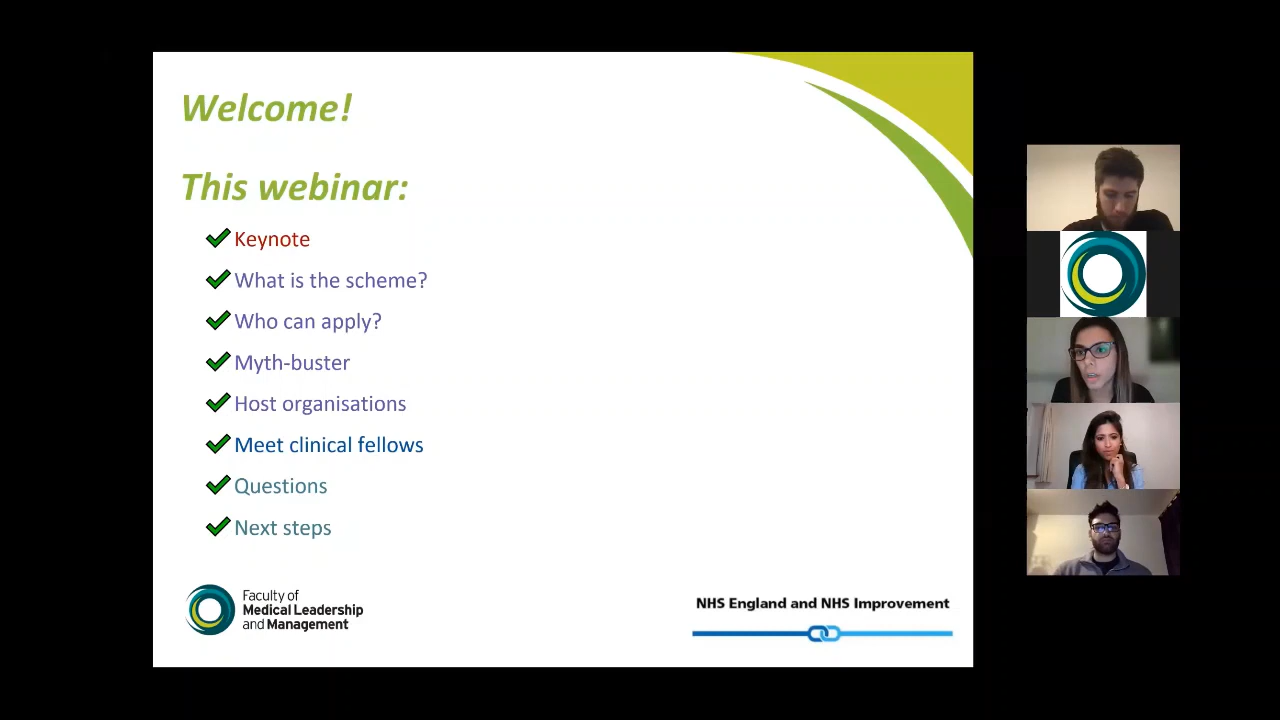 Welcome!
This webinar:
Keynote
What is the scheme?
Who can apply?
Myth-buster
Host organisations
Meet clinical fellows
Questions
Next steps
Faculty of
Medical Leadership
and Management
NHS England and NHS Improvement